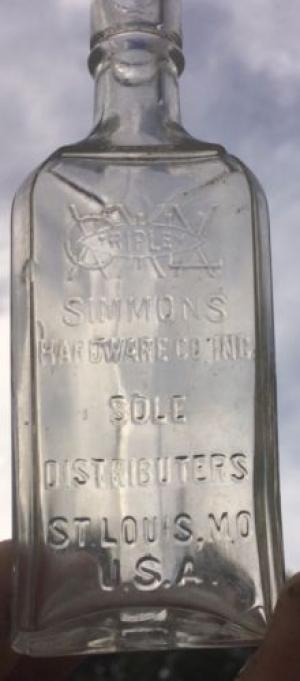 TRIPLE
SIMMONS
HARDWARE CO. INC.
SOLE
DISTRIBUTERS
ST. LOUIS, MO
U.S.A.